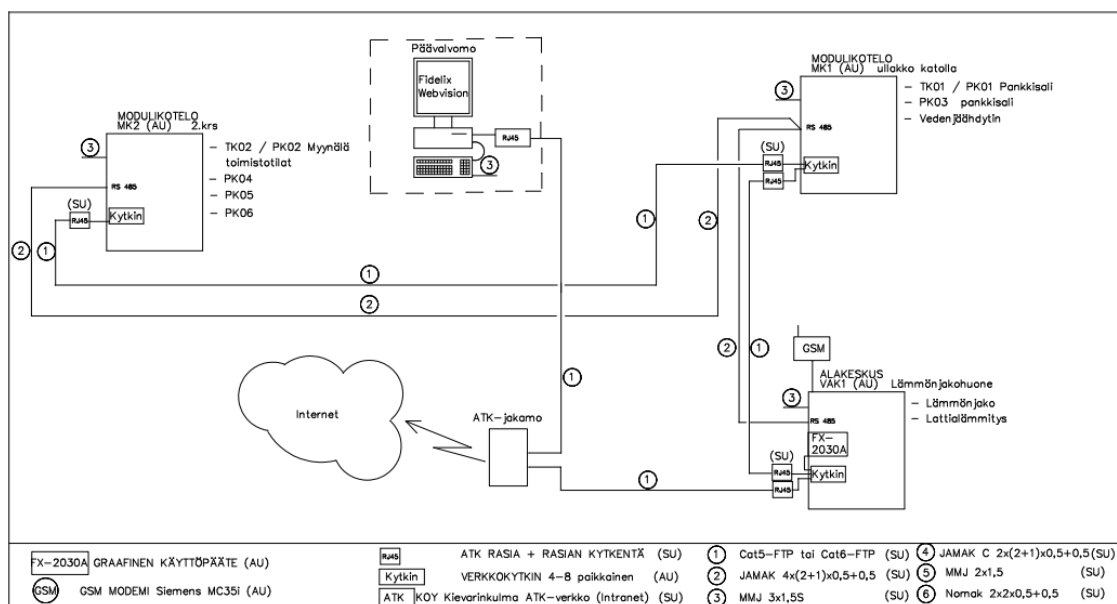 Päävalvomo
Fidelix
Webvision
RJ45
3
MODULIKOTELO
MK1 (AU) ullakko katolla
3
- TK01 / PK01 Pankkisali
- PK03 pankkisali
- Vedenjäähdytin
RS 485
(SU)
RJ45
RJ45
Kytkin
MODULIKOTELO
MK2 (AU) 2.krs
3
- TK02 / PK02 Myynälä
toimistotilat
- PK04
- PK05
- PK06
RS 485
(SU)
RJ45
Kytkin
2
1
1
2
1
2
2
1
GSM
ALAKESKUS
VAK1 (AU) Lämmönjakohuone
3
- Lämmönjako
- Lattialämmitys
RS 485
FX-
2030A
(SU)
RJ45
RJ45
Kytkin
1
Internet
ATK-jakamo
1
FX-2030A GRAAFINEN KÄYTTÖPÄÄTE (AU)
GSM GSM MODEMI Siemens MC35i (AU)
RJ45 ATK RASIA + RASIAN KYTKENTÄ (SU)
Kytkin VERKKOKYTKIN 4-8 paikkainen (AU)
ATK KOY Kievarinkulma ATK-verkko (Intranet) (SU)
1 Cat5-FTP tai Cat6-FTP (SU)
2 JAMAK 4x(2+1)x0,5+0,5 (SU)
3 MMJ 3x1,5S (SU)
4 JAMAK C 2x(2+1)x0,5+0,5(SU)
5 MMJ 2x1,5 (SU)
6 Nomak 2x2x0,5+0,5 (SU)